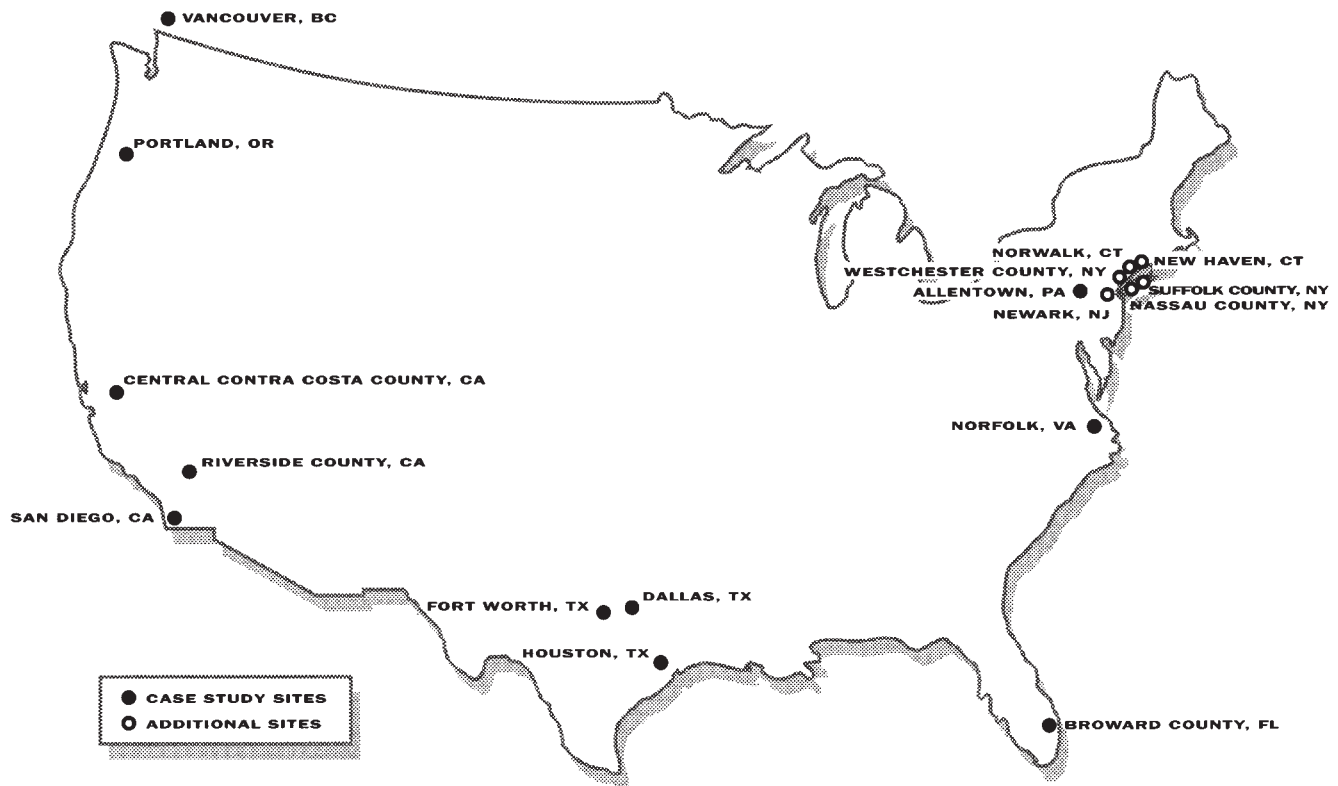 VANCOUVER, BC
PORTLAND, OR
NORWALK, CT
NEW HAVEN, CT
WESTCHESTER COUNTY, NY
ALLENTOWN, PA
SUFFOLK COUNTY, NY
NASSAU COUNTY, NY
NEWARK, NJ
CENTRAL CONTRA COSTA COUNTY, CA
NORFOLK, VA
RIVERSIDE COUNTY, CA
SAN DIEGO, CA
FORT WORTH, TX
DALLAS, TX
HOUSTON, TX
CASE STUDY SITES
ADDITIONAL SITES
BROWARD COUNTY, FL